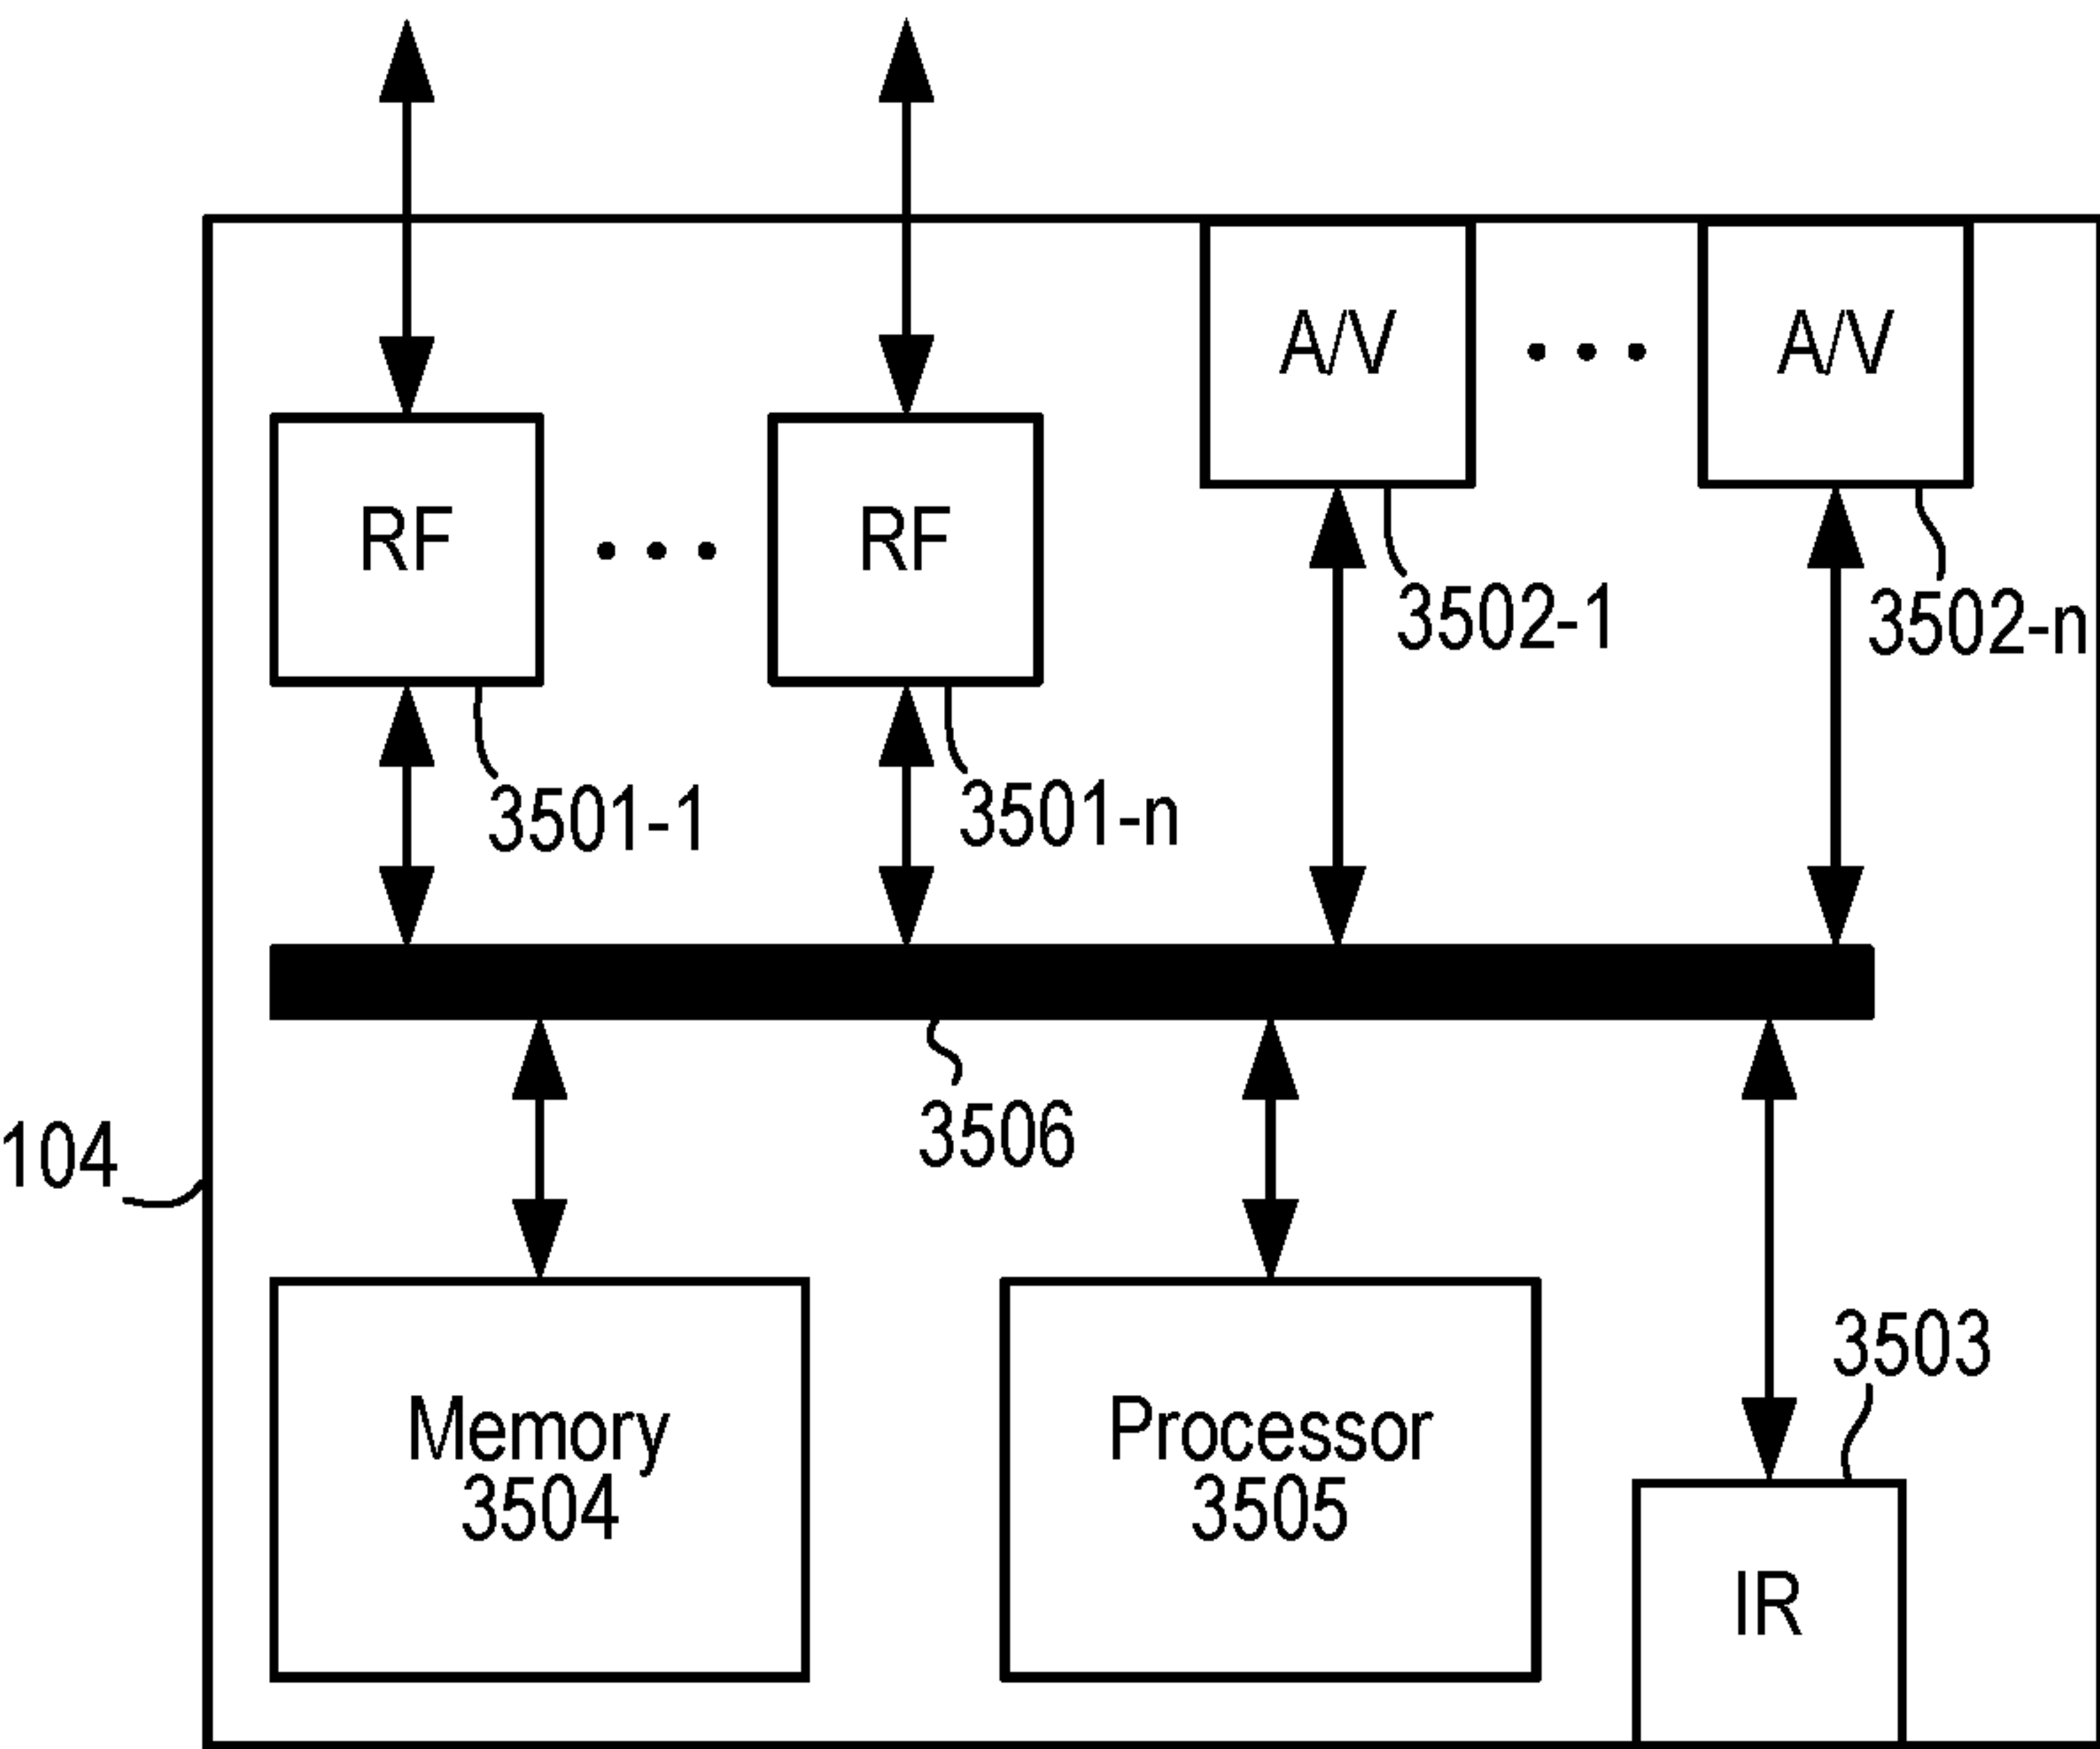 A/V
A/V
RF
RF
3502-1
3502-n
3501-1
3501-n
3506
104
3503
Memory
3504
Processor
3505
IR